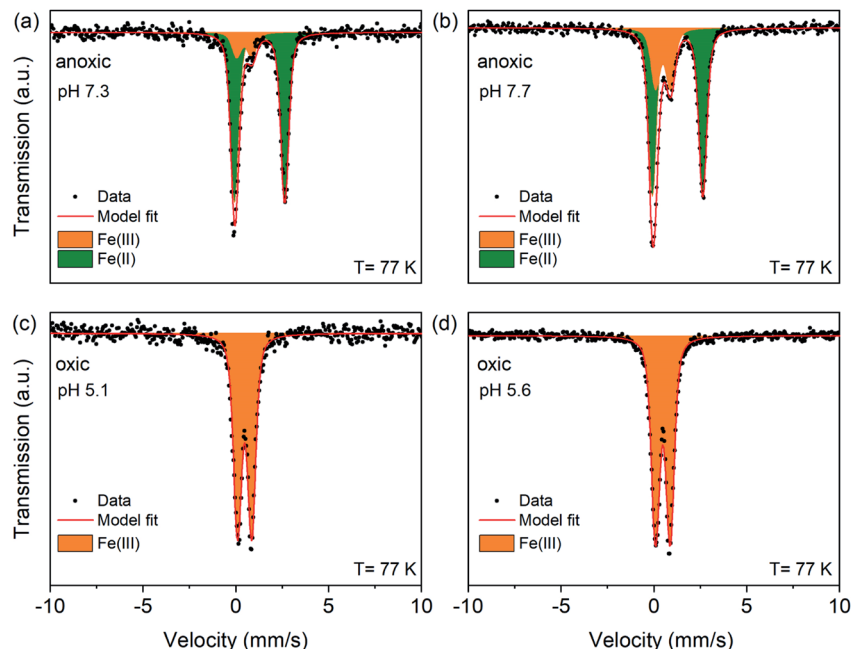 (a)
anoxic
pH 7.3
Data
Model fit
Fe(III)
Fe(II)
T= 77 K
(b)
anoxic
pH 7.7
Data
Model fit
Fe(III)
Fe(II)
T= 77 K
Transmission (a.u.)
(c)
oxic
pH 5.1
Data
Model fit
Fe(III)
T= 77 K
(d)
oxic
pH 5.6
Data
Model fit
Fe(III)
T= 77 K
Transmission (a.u.)
-10 -5 0 5 10
-10 -5 0 5 10
Velocity (mm/s)
Velocity (mm/s)